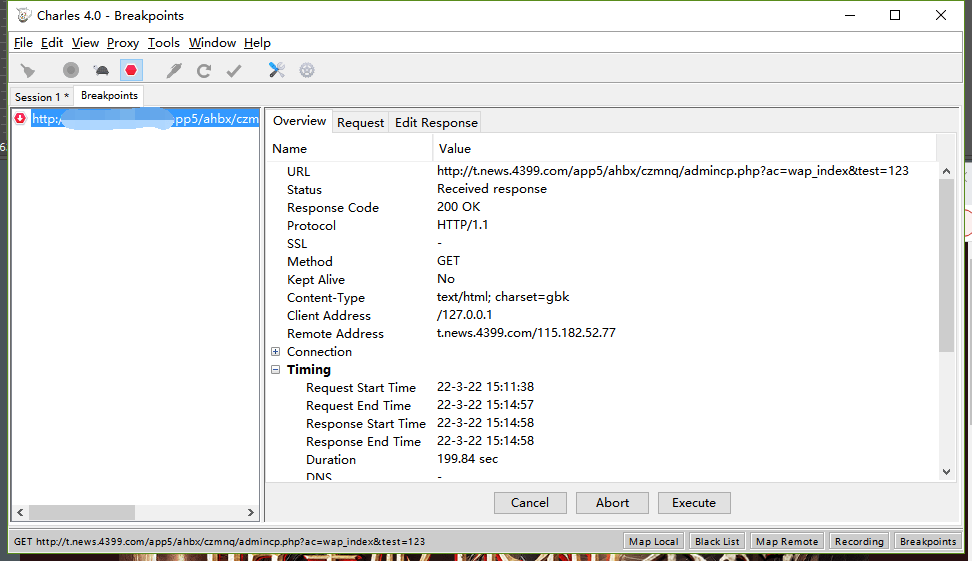 Charles 4.0 - Breakpoints
File Edit View Proxy Tools Window Help
Session 1 * Breakpoints
http:/ pp5/ahbx/czm
Overview Request Edit Response
Name Value
URL http://t.news.4399.com/app5/ahbx/czmnq/admincp.php?ac=wap_index&test=123
Status Received response
Response Code 200 OK
Protocol HTTP/1.1
SSL -
Method GET
Kept Alive No
Content-Type text/html; charset=gbk
Client Address /127.0.0.1
Remote Address t.news.4399.com/115.182.52.77
Connection
Timing
Request Start Time 22-3-22 15:11:38
Request End Time 22-3-22 15:14:57
Response Start Time 22-3-22 15:14:58
Response End Time 22-3-22 15:14:58
Duration 199.84 sec
DNS -
Cancel Abort Execute
GET http://t.news.4399.com/app5/ahbx/czmnq/admincp.php?ac=wap_index&test=123 Map Local Black List Map Remote Recording Breakpoints